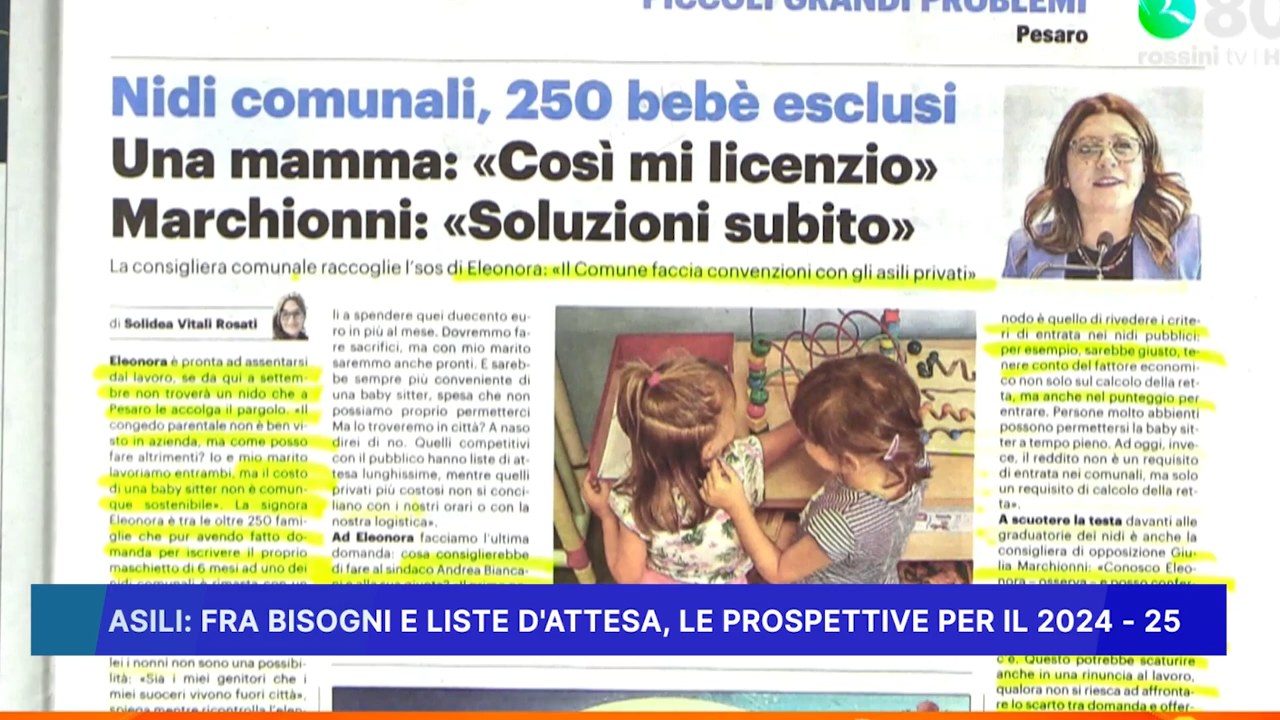 PICCOLI GRANDI PROBLEMI
Pesaro
80
rossini tv
Nidi comunali, 250 bebè esclusi
Una mamma: «Così mi licenzio»
Marchionni: «Soluzioni subito»
La consigliera comunale raccoglie l'sos di Eleonora: «Il Comune faccia convenzioni con gli asili privati»
di Solidea Vitali Rosati
Eleonora è pronta ad assentarsi
dal lavoro, se da qui a settem-
bre non troverà un nido che a
Pesaro le accolga il pargolo. «Il
congedo parentale non è ben vi-
sto in azienda, ma come posso
fare altrimenti? Io e mio marito
lavoriamo entrambi, ma il costo
di una baby sitter non è comun-
que sostenibile». La signora
Eleonora è tra le oltre 250 fami-
glie che pur avendo fatto do-
manda per iscrivere il proprio
maschietto di 6 mesi ad uno dei
lei i nonni non sono una possibi-
lità: «Sia i miei genitori che i
miei suoceri vivono fuori città»,
spiega mentre ricontrolla l'elen-
li a spendere quei duecento eu-
ro in più al mese. Dovremmo fa-
re sacrifici, ma con mio marito
saremmo anche pronti. E sareb-
be sempre più conveniente di
una baby sitter, spesa che non
possiamo proprio permetterci
Ma lo troveremo in città? A naso
direi di no. Quelli competitivi
con il pubblico hanno liste di at-
tesa lunghissime, mentre quelli
privati più costosi non si conci-
liano con i nostri orari o con la
nostra logistica».
Ad Eleonora facciamo l'ultima
domanda: cosa consiglierebbe
di fare al sindaco Andrea Bianca-
nodo è quello di rivedere i crite-
ri di entrata nei nidi pubblici:
per esempio, sarebbe giusto, te-
nere conto del fattore economi-
co non solo sul calcolo della ret-
ta, ma anche nel punteggio per
entrare. Persone molto abbienti
possono permettersi la baby sit-
ter a tempo pieno. Ad oggi, inve-
ce, il reddito non è un requisito
di entrata nei comunali, ma solo
un requisito di calcolo della ret-
ta».
A scuotere la testa davanti alle
graduatorie dei nidi è anche la
consigliera di opposizione Giu-
lia Marchionni: «Conosco Eleo-
nora – osserva – e posso confer-
c'è. Questo potrebbe scaturire
anche in una rinuncia al lavoro,
qualora non si riesca ad affronta-
re lo scarto tra domanda e offer-
ASILI: FRA BISOGNI E LISTE D'ATTESA, LE PROSPETTIVE PER IL 2024 - 25